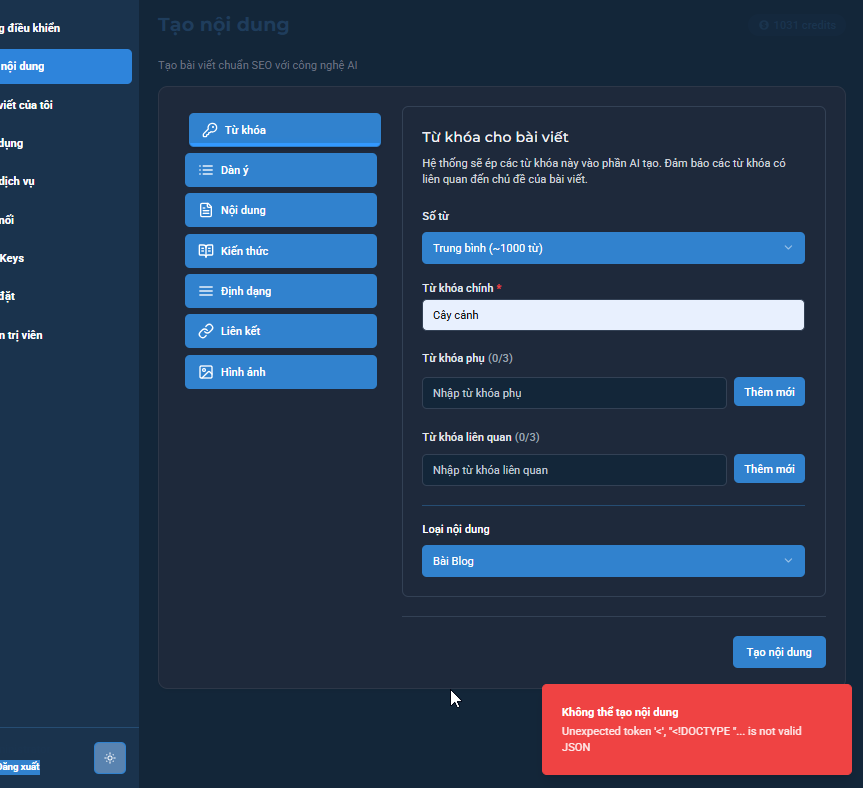 g điều khiển
nội dung
viết của tôi
dụng
dịch vụ
nối
Keys
đặt
n trị viên
Đăng xuất
Tạo nội dung
1031 credits
Tạo bài viết chuẩn SEO với công nghệ AI
Từ khóa
Dàn ý
Nội dung
Kiến thức
Định dạng
Liên kết
Hình ảnh
Từ khóa cho bài viết
Hệ thống sẽ ép các từ khóa này vào phần AI tạo. Đảm bảo các từ khóa có
liên quan đến chủ đề của bài viết.
Số từ
Trung bình (~1000 từ)
Từ khóa chính *
Cây cảnh
Từ khóa phụ (0/3)
Nhập từ khóa phụ
Thêm mới
Từ khóa liên quan (0/3)
Nhập từ khóa liên quan
Thêm mới
Loại nội dung
Bài Blog
Tạo nội dung
Không thể tạo nội dung
Unexpected token '<', "<!DOCTYPE "... is not valid
JSON